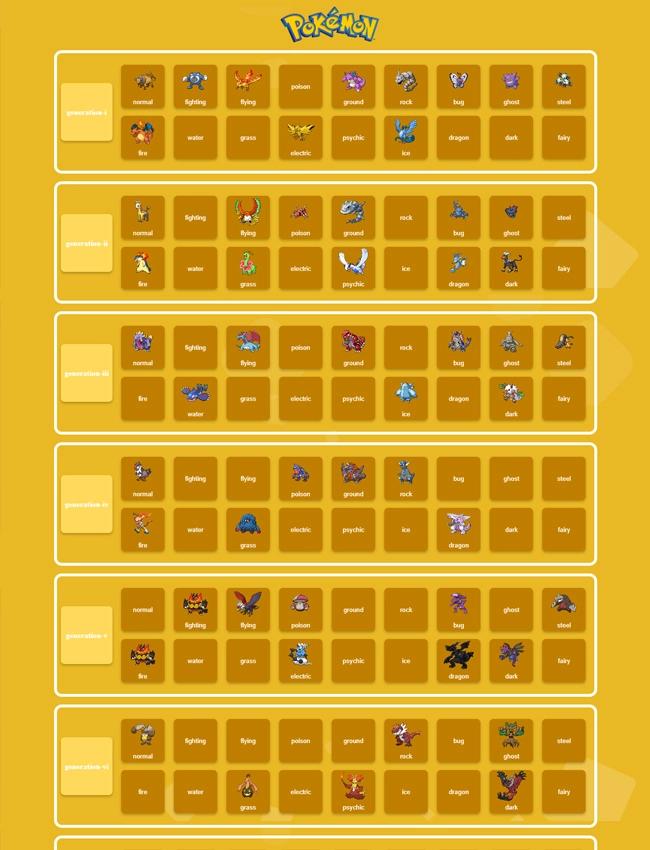 POKéMON
generation-i
normal fighting flying poison ground rock bug ghost steel
fire water grass electric psychic ice dragon dark fairy
generation-ii
normal fighting flying poison ground rock bug ghost steel
fire water grass electric psychic ice dragon dark fairy
generation-iii
normal fighting flying poison ground rock bug ghost steel
fire water grass electric psychic ice dragon dark fairy
generation-iv
normal fighting flying poison ground rock bug ghost steel
fire water grass electric psychic ice dragon dark fairy
generation-v
normal fighting flying poison ground rock bug ghost steel
fire water grass electric psychic ice dragon dark fairy
generation-vi
normal fighting flying poison ground rock bug ghost steel
fire water grass electric psychic ice dragon dark fairy